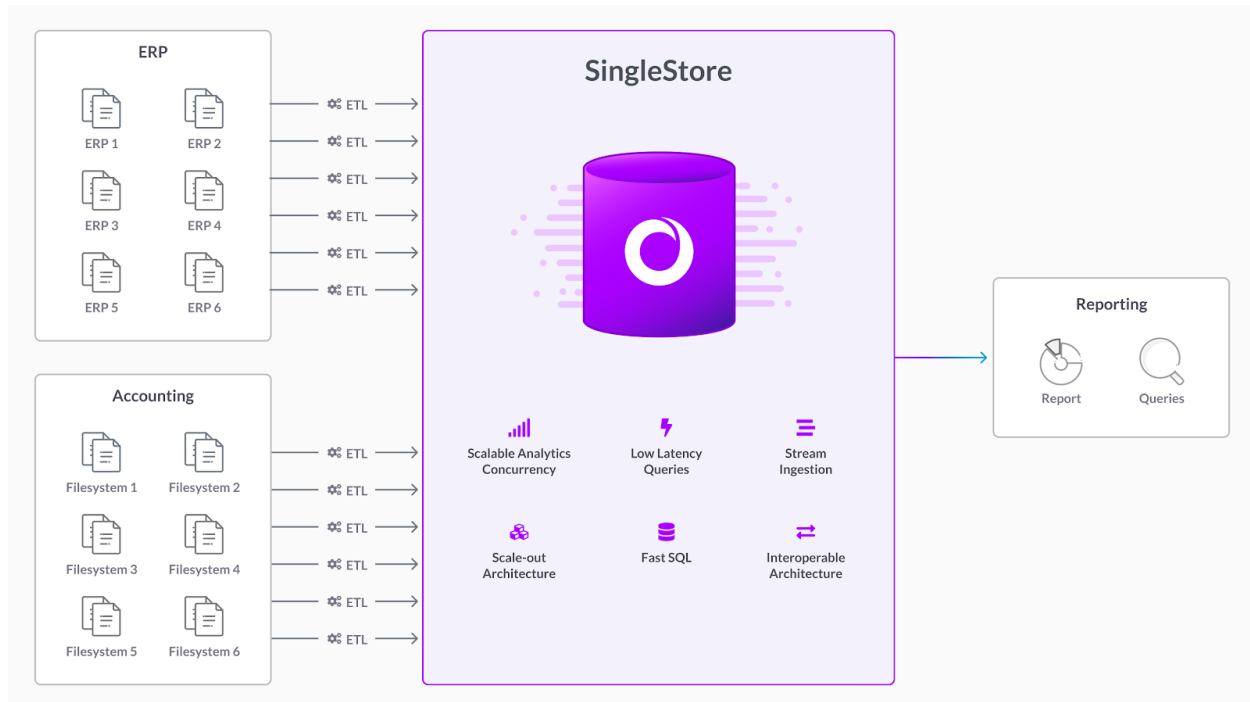 ERP
ERP 1
ERP 2
ERP 3
ERP 4
ERP 5
ERP 6
ETL
ETL
ETL
ETL
ETL
ETL
Accounting
Filesystem 1
Filesystem 2
Filesystem 3
Filesystem 4
Filesystem 5
Filesystem 6
ETL
ETL
ETL
ETL
ETL
ETL
SingleStore
Scalable Analytics
Concurrency
Low Latency
Queries
Stream
Ingestion
Scale-out
Architecture
Fast SQL
Interoperable
Architecture
Reporting
Report
Queries